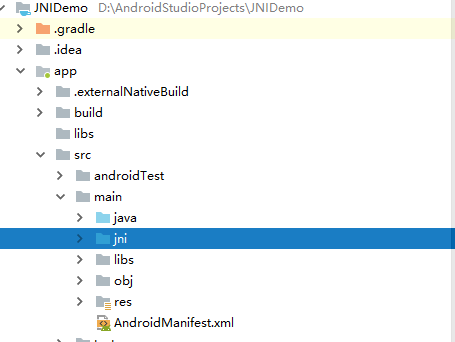 JNIDemo D:\AndroidStudioProjects\JNIDemo
.gradle
.idea
app
.externalNativeBuild
build
libs
src
androidTest
main
java
jni
libs
obj
res
AndroidManifest.xml